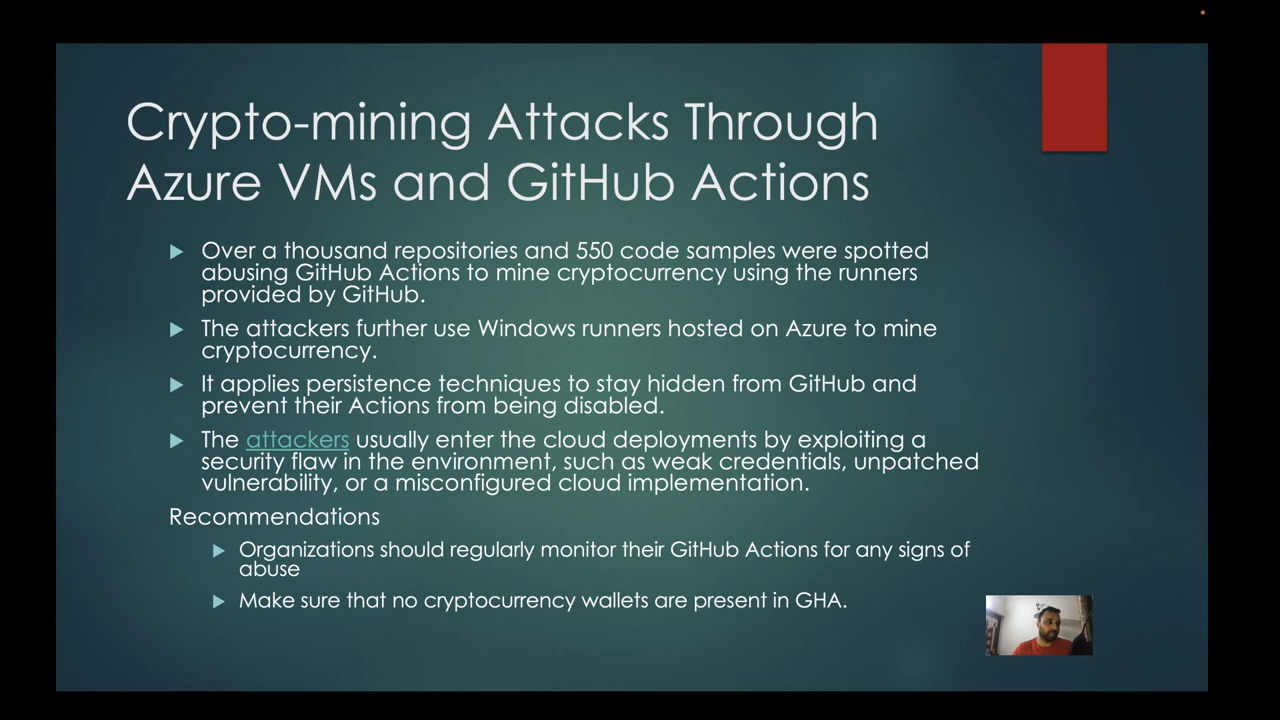 Crypto-mining Attacks Through
Azure VMs and GitHub Actions
Over a thousand repositories and 550 code samples were spotted
abusing GitHub Actions to mine cryptocurrency using the runners
provided by GitHub.
The attackers further use Windows runners hosted on Azure to mine
cryptocurrency.
It applies persistence techniques to stay hidden from GitHub and
prevent their Actions from being disabled.
The attackers usually enter the cloud deployments by exploiting a
security flaw in the environment, such as weak credentials, unpatched
vulnerability, or a misconfigured cloud implementation.
Recommendations
Organizations should regularly monitor their GitHub Actions for any signs of
abuse
Make sure that no cryptocurrency wallets are present in GHA.